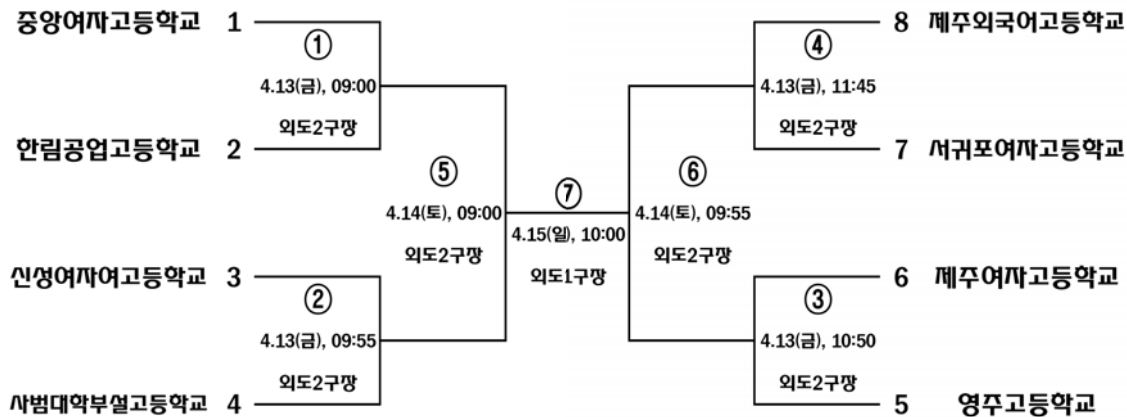 중앙여자고등학교 1
①
4.13(금), 09:00
외도2구장
한림공업고등학교 2
⑤
4.14(토), 09:00
외도2구장
신성여자여고등학교 3
②
4.13(금), 09:55
외도2구장
사범대학부설고등학교 4
⑦
4.15(일), 10:00
외도1구장
8 제주외국어고등학교
④
4.13(금), 11:45
외도2구장
7 서귀포여자고등학교
⑥
4.14(토), 09:55
외도2구장
6 제주여자고등학교
③
4.13(금), 10:50
외도2구장
5 영주고등학교